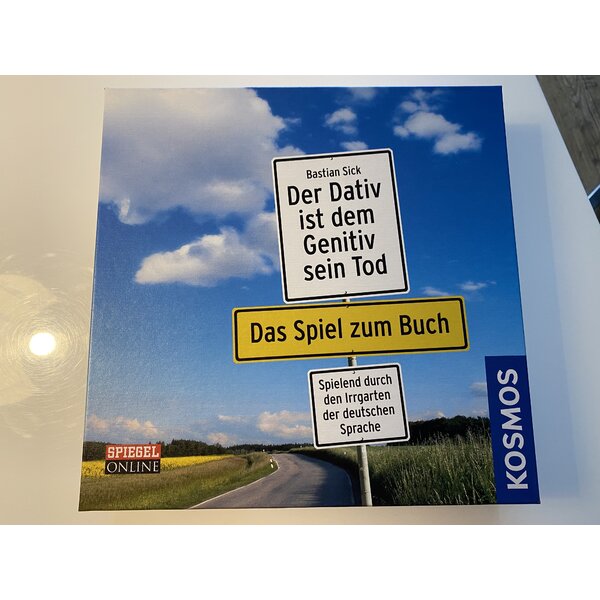 Bastian Sick
Der Dativ
ist dem
Genitiv
sein Tod
Das Spiel zum Buch
Spielend durch
den Irrgarten
der deutschen
Sprache
SPIEGEL
ONLINE
KOSMOS